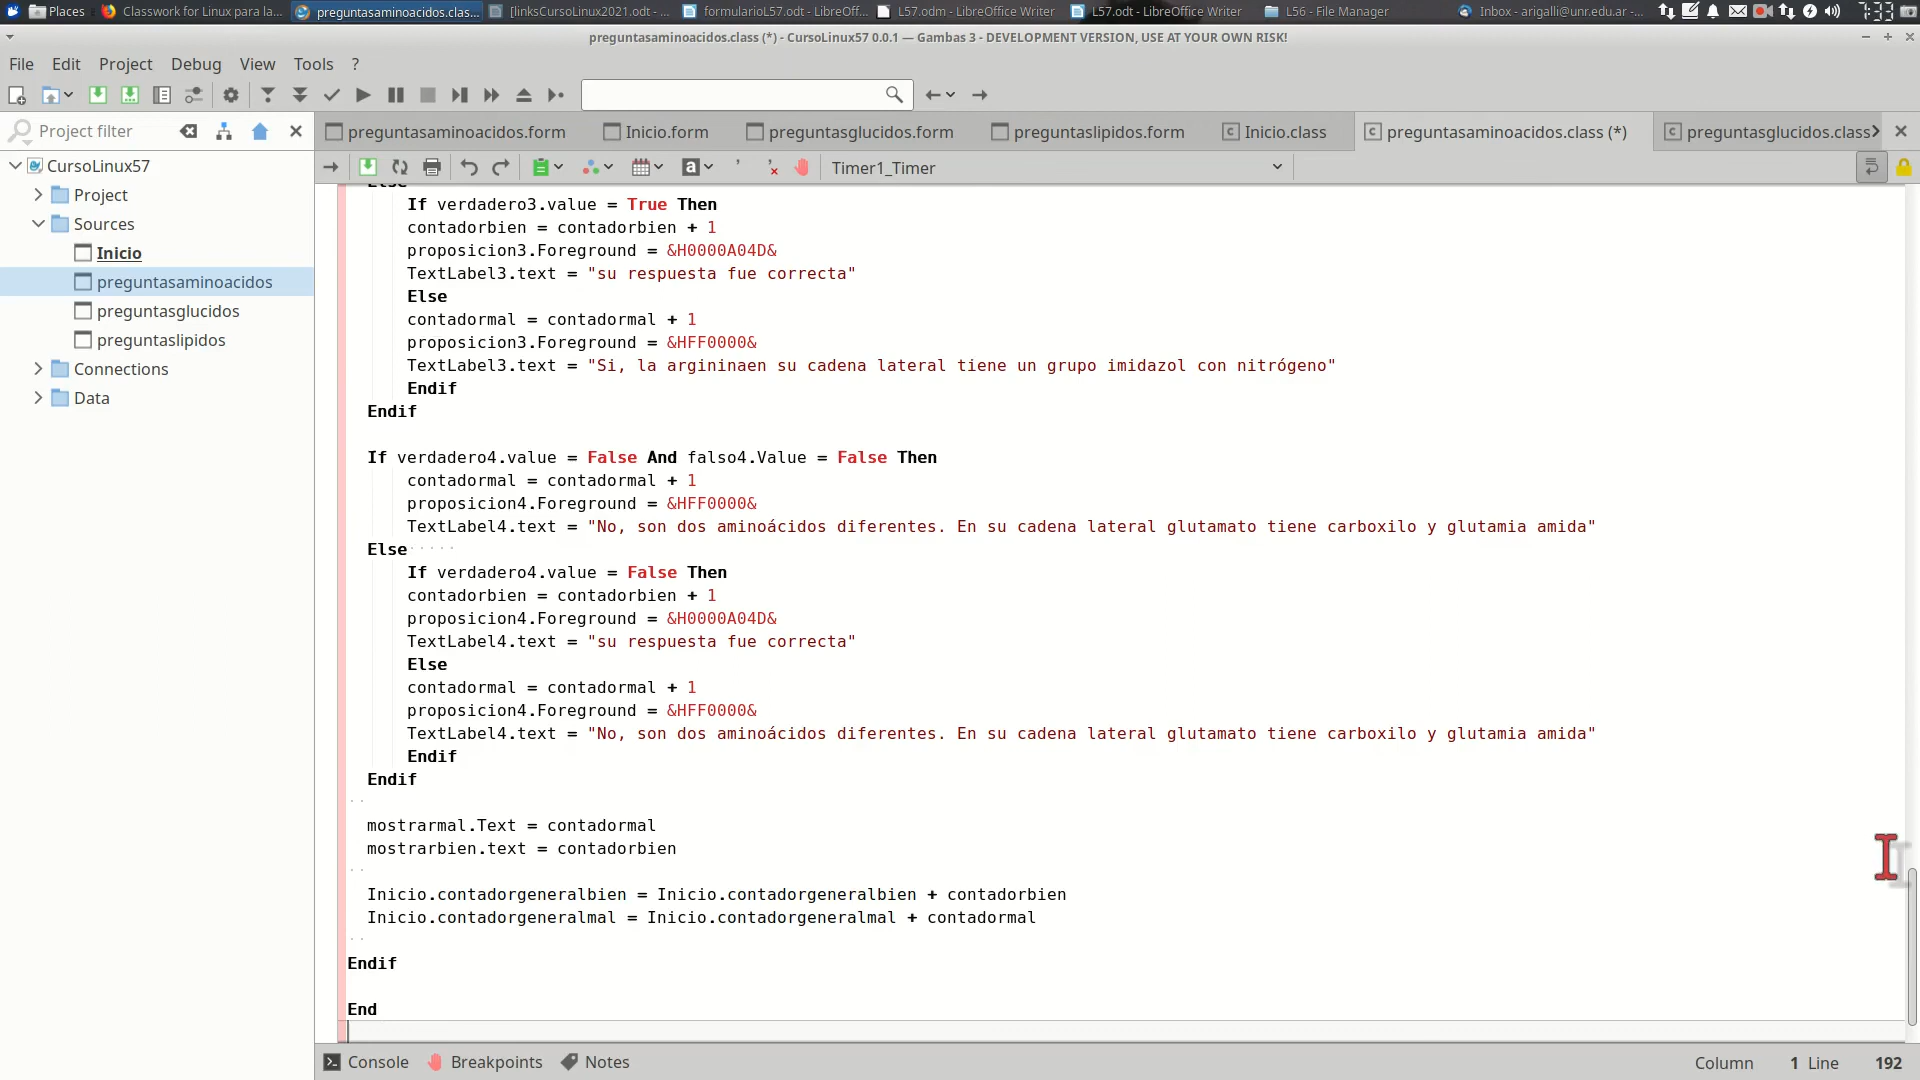 Places
Classwork for Linux para la...
preguntasaminoacidos.clas...
[linksCursoLinux2021.odt - ...
formularioL57.odt - LibreOff...
L57.odm - LibreOffice Writer
L57.odt - LibreOffice Writer
L56 - File Manager
Inbox - arigalli@unr.edu.ar -...
7:33
preguntasaminoacidos.class (*) - CursoLinux57 0.0.1 — Gambas 3 - DEVELOPMENT VERSION, USE AT YOUR OWN RISK!
File Edit Project Debug View Tools ?
Project filter
preguntasaminoacidos.form
Inicio.form
preguntasglucidos.form
preguntaslipidos.form
Inicio.class
preguntasaminoacidos.class (*)
preguntasglucidos.class
Timer1_Timer
CursoLinux57
Project
Sources
Inicio
preguntasaminoacidos
preguntasglucidos
preguntaslipidos
Connections
Data
Else
If verdadero3.value = True Then
contadorbien = contadorbien + 1
proposicion3.Foreground = &H0000A04D&
TextLabel3.text = "su respuesta fue correcta"
Else
contadormal = contadormal + 1
proposicion3.Foreground = &HFF0000&
TextLabel3.text = "Si, la argininaen su cadena lateral tiene un grupo imidazol con nitrógeno"
Endif
Endif
If verdadero4.value = False And falso4.Value = False Then
contadormal = contadormal + 1
proposicion4.Foreground = &HFF0000&
TextLabel4.text = "No, son dos aminoácidos diferentes. En su cadena lateral glutamato tiene carboxilo y glutamia amida"
Else
If verdadero4.value = False Then
contadorbien = contadorbien + 1
proposicion4.Foreground = &H0000A04D&
TextLabel4.text = "su respuesta fue correcta"
Else
contadormal = contadormal + 1
proposicion4.Foreground = &HFF0000&
TextLabel4.text = "No, son dos aminoácidos diferentes. En su cadena lateral glutamato tiene carboxilo y glutamia amida"
Endif
Endif
mostrarmal.Text = contadormal
mostrarbien.text = contadorbien
Inicio.contadorgeneralbien = Inicio.contadorgeneralbien + contadorbien
Inicio.contadorgeneralmal = Inicio.contadorgeneralmal + contadormal
Endif
End
Console Breakpoints Notes
Column 1 Line 192